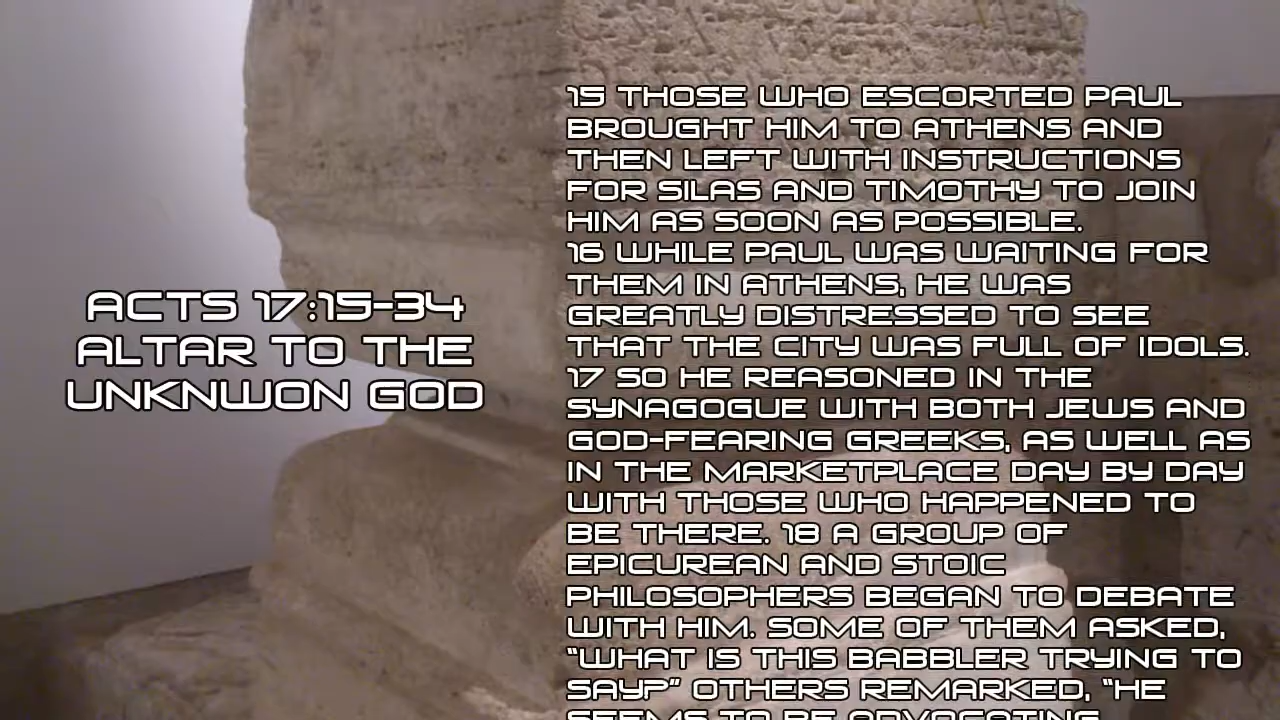 ACTS 17:15-34
ALTAR TO THE
UNKNWON GOD
15 THOSE WHO ESCORTED PAUL
BROUGHT HIM TO ATHENS AND
THEN LEFT WITH INSTRUCTIONS
FOR SILAS AND TIMOTHY TO JOIN
HIM AS SOON AS POSSIBLE.
16 WHILE PAUL WAS WAITING FOR
THEM IN ATHENS, HE WAS
GREATLY DISTRESSED TO SEE
THAT THE CITY WAS FULL OF IDOLS.
17 SO HE REASONED IN THE
SYNAGOGUE WITH BOTH JEWS AND
GOD-FEARING GREEKS, AS WELL AS
IN THE MARKETPLACE DAY BY DAY
WITH THOSE WHO HAPPENED TO
BE THERE. 18 A GROUP OF
EPICUREAN AND STOIC
PHILOSOPHERS BEGAN TO DEBATE
WITH HIM. SOME OF THEM ASKED,
“WHAT IS THIS BABBLER TRYING TO
SAY?” OTHERS REMARKED, “HE
SEEMS TO BE ADVOCATING